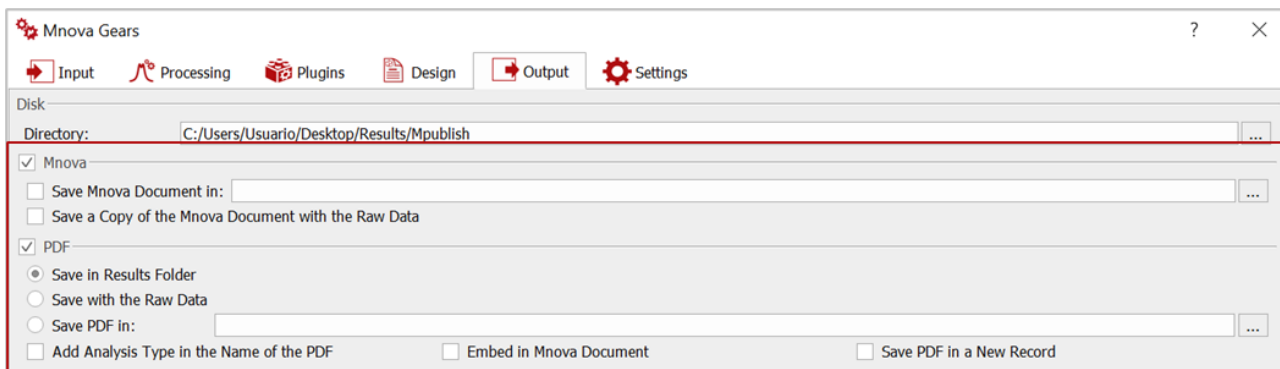 Mnova Gears ?
Input Processing Plugins Design Output Settings
Disk
Directory: C:/Users/Usuario/Desktop/Results/Mpublish ...
Mnova
Save Mnova Document in: ...
Save a Copy of the Mnova Document with the Raw Data
PDF
Save in Results Folder
Save with the Raw Data
Save PDF in: ...
Add Analysis Type in the Name of the PDF Embed in Mnova Document Save PDF in a New Record